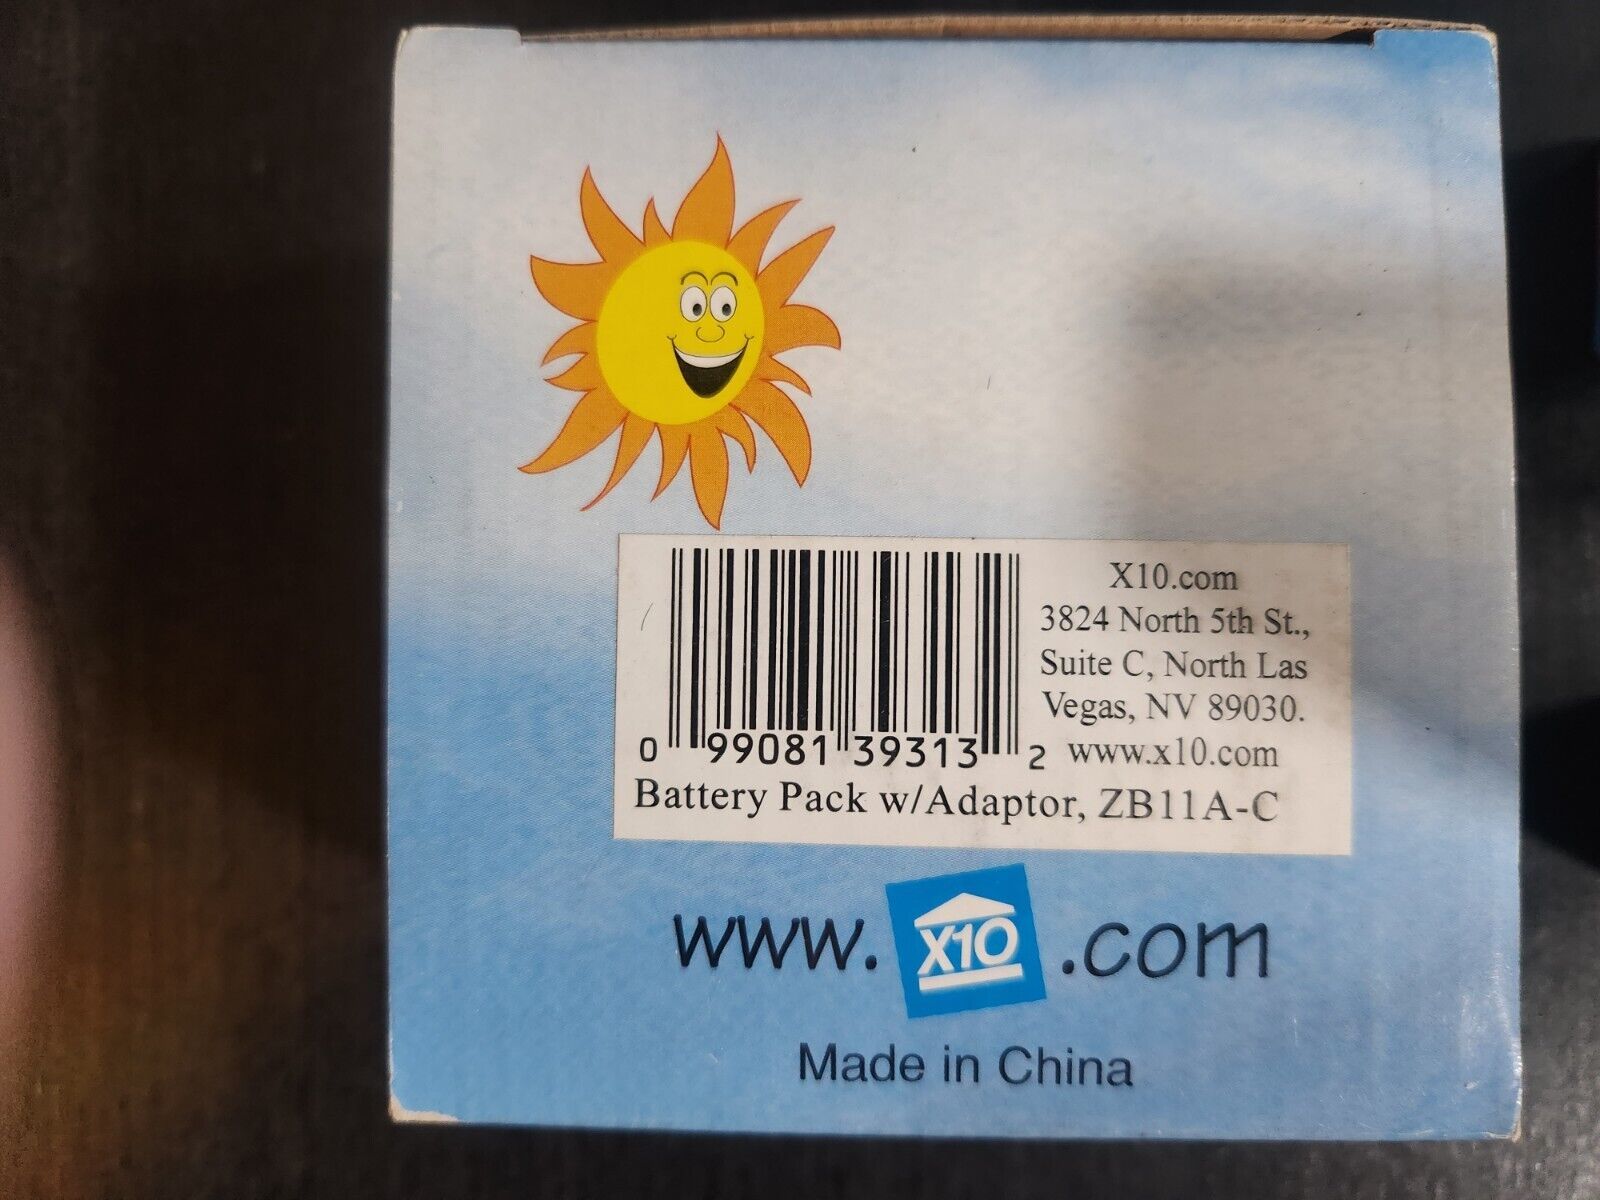 X10.com
3824 North 5th St.,
Suite C, North Las
Vegas, NV 89030.
www.x10.com
0 99081 39313 2
Battery Pack w/Adaptor, ZB11A-C
www.X10.com
Made in China